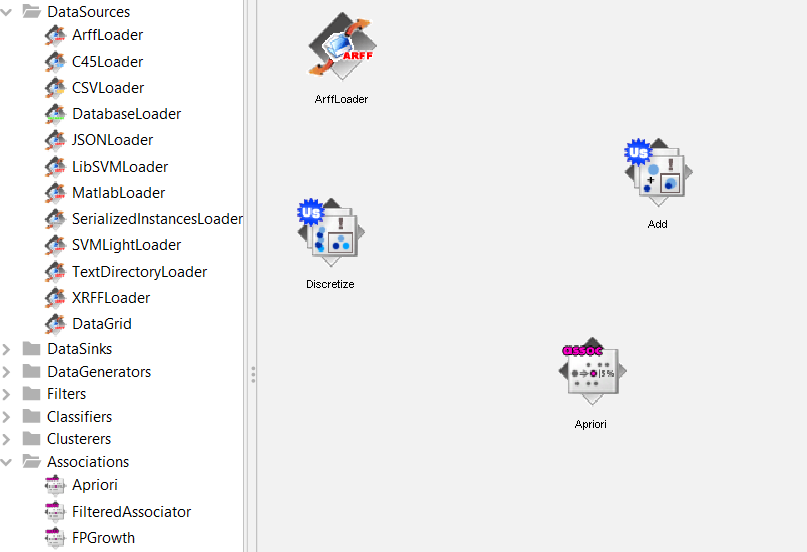 DataSources
ArffLoader
C45Loader
CSVLoader
DatabaseLoader
JSONLoader
LibSVMLoader
MatlabLoader
SerializedInstancesLoader
SVMLightLoader
TextDirectoryLoader
XRFFLoader
DataGrid
DataSinks
DataGenerators
Filters
Classifiers
Clusterers
Associations
Apriori
FilteredAssociator
FPGrowth
ARFF
ArffLoader
US
!
+
Add
US
!
Discretize
assoc
5%
Apriori